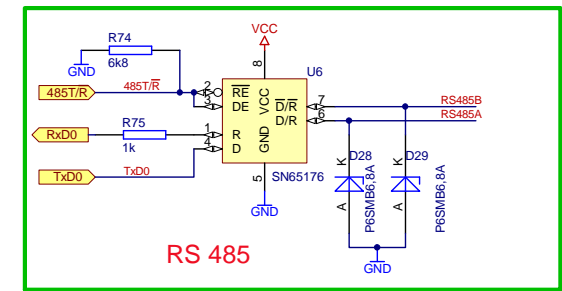 VCC
R74
6k8
GND
U6
8
485T/R
485T/R
2
RE
3
DE
VCC
D/R
7
RS485B
D/R
6
RS485A
RxD0
R75
1k
1
R
4
D
GND
TxD0
TxD0
5
SN65176
GND
K
D28
A
P6SMB6,8A
K
D29
A
P6SMB6,8A
GND
RS 485